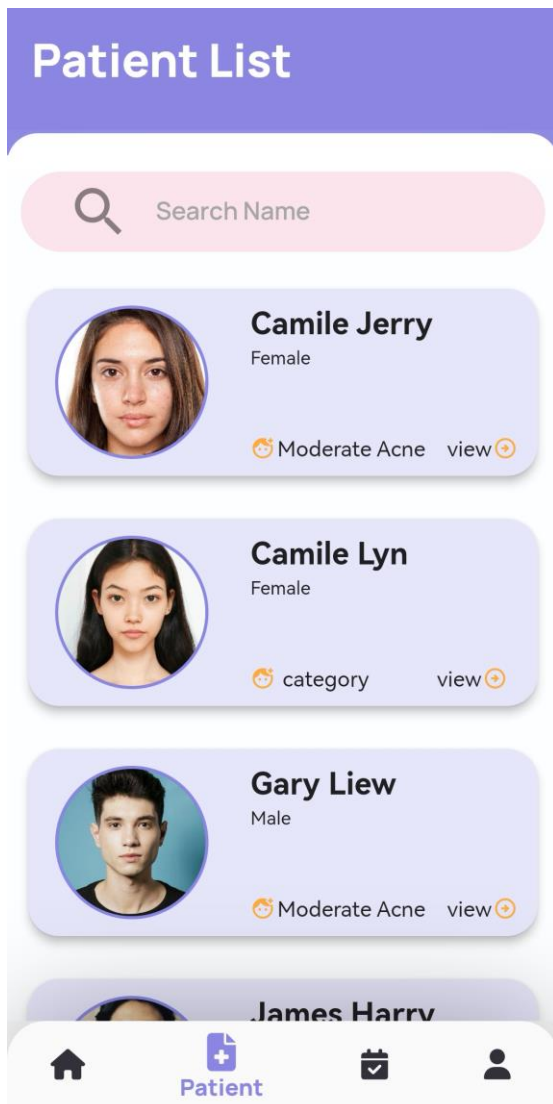 Patient List
Search Name
Camile Jerry
Female
Moderate Acne view
Camile Lyn
Female
category view
Gary Liew
Male
Moderate Acne view
James Harry
Patient